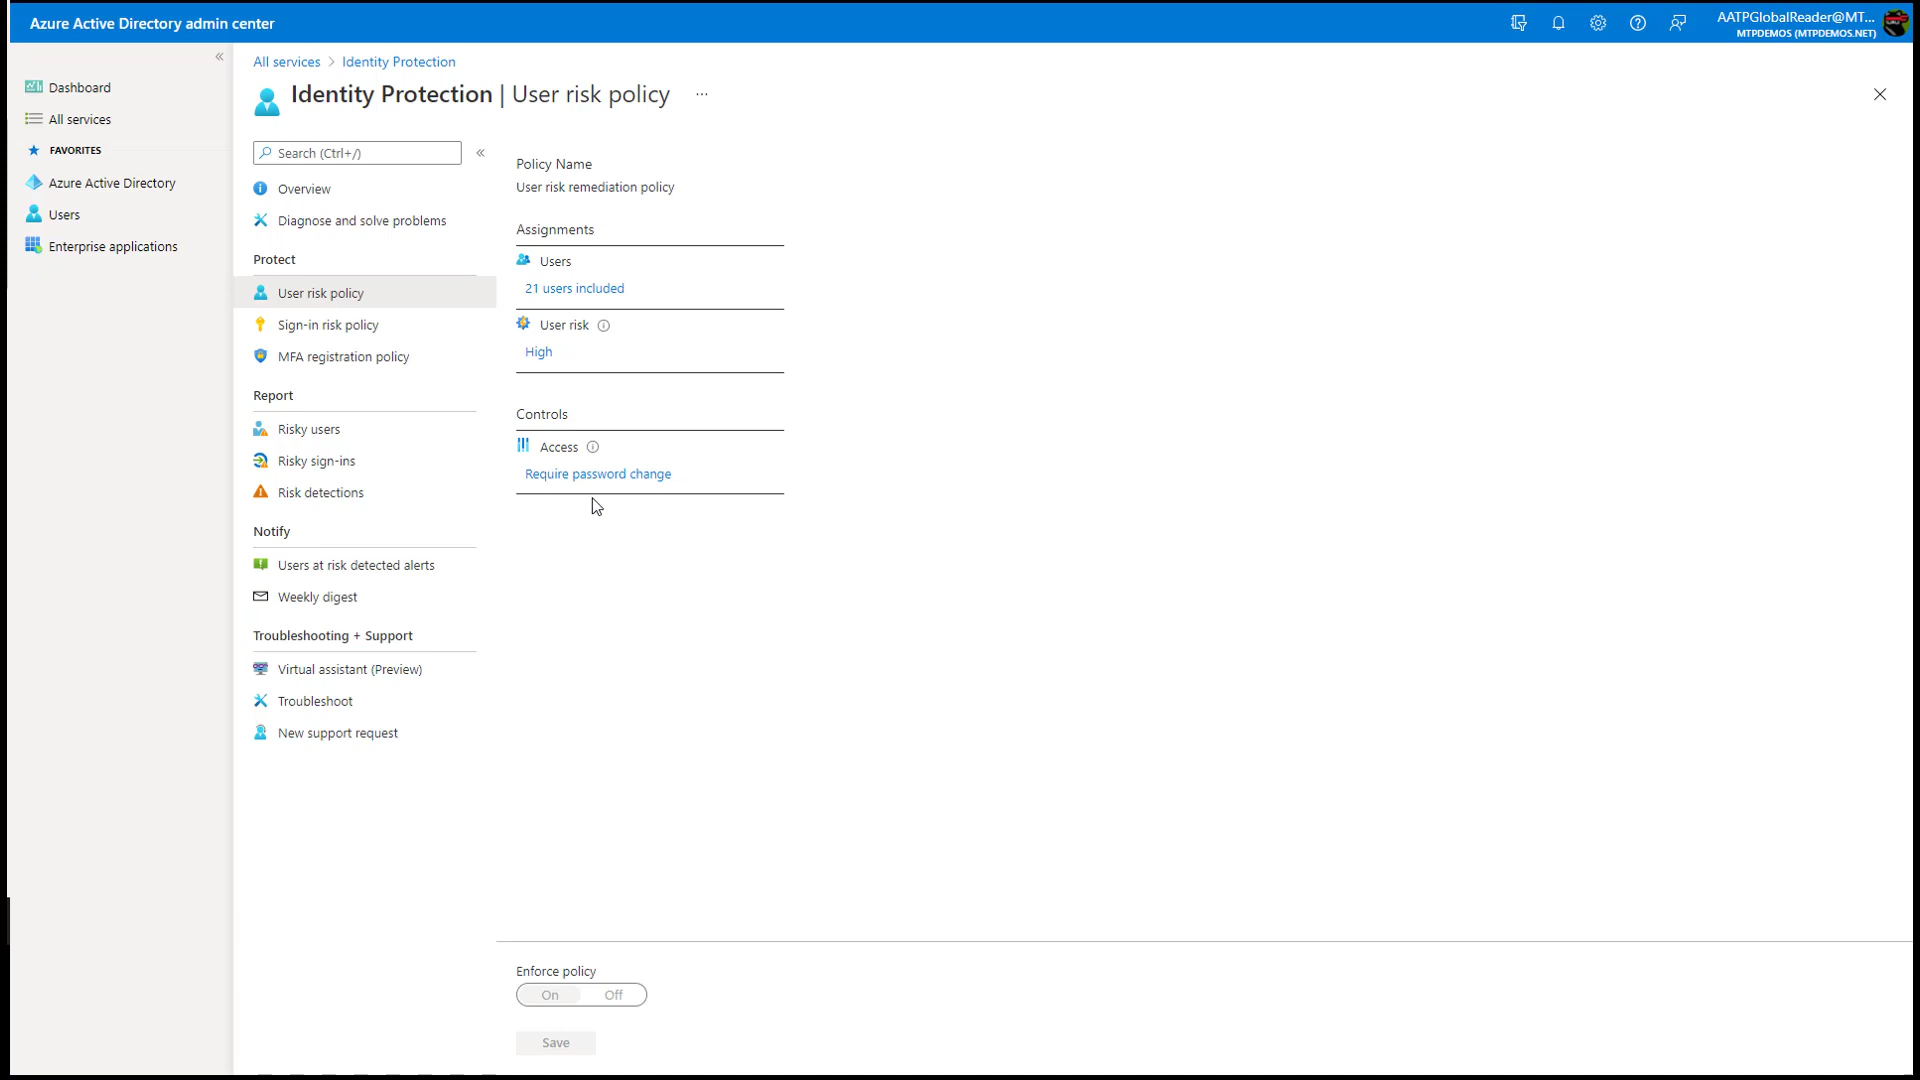 Azure Active Directory admin center
AATPGlobalReader@MT...
MTPDEMOS (MTPDEMOS.NET)
Dashboard
All services
FAVORITES
Azure Active Directory
Users
Enterprise applications
All services > Identity Protection
Identity Protection | User risk policy ...
Search (Ctrl+/)
Overview
Diagnose and solve problems
Protect
User risk policy
Sign-in risk policy
MFA registration policy
Report
Risky users
Risky sign-ins
Risk detections
Notify
Users at risk detected alerts
Weekly digest
Troubleshooting + Support
Virtual assistant (Preview)
Troubleshoot
New support request
Policy Name
User risk remediation policy
Assignments
Users
21 users included
User risk
High
Controls
Access
Require password change
Enforce policy
On Off
Save